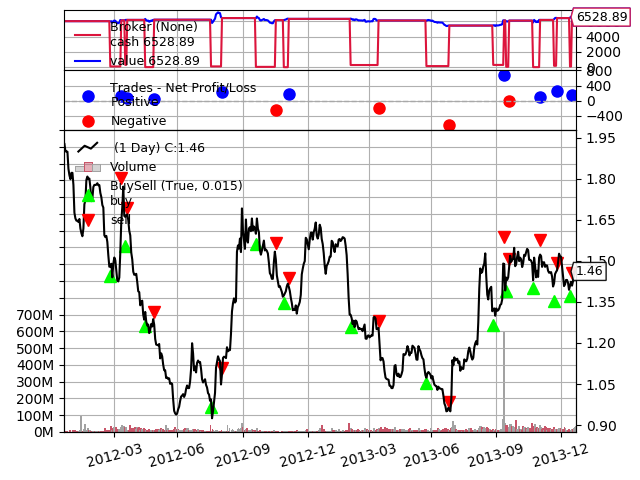 Broker (None)
cash 6528.89
value 6528.89
6528.89
4000
2000
0
Trades - Net Profit/Loss
Positive
Negative
800
400
0
−400
(1 Day) C:1.46
Volume
BuySell (True, 0.015)
buy
sell
1.95
1.80
1.65
1.50
1.46
1.35
1.20
1.05
0.90
700M
600M
500M
400M
300M
200M
100M
0M
2012-03
2012-06
2012-09
2012-12
2013-03
2013-06
2013-09
2013-12